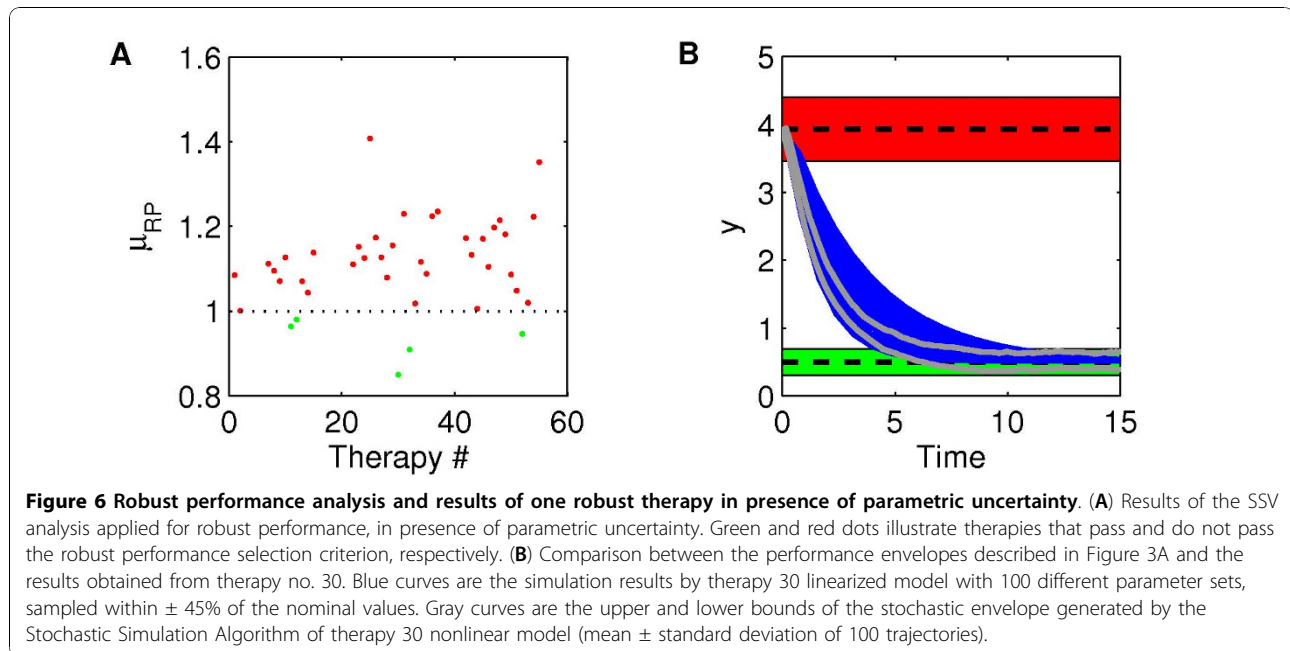 A
B
1.6
1.4
1.2
1
0.8
μRP
0
20
40
60
Therapy #
5
4
3
2
1
0
y
0
5
10
15
Time
Figure 6 Robust performance analysis and results of one robust therapy in presence of parametric uncertainty. (A) Results of the SSV
analysis applied for robust performance, in presence of parametric uncertainty. Green and red dots illustrate therapies that pass and do not pass
the robust performance selection criterion, respectively. (B) Comparison between the performance envelopes described in Figure 3A and the
results obtained from therapy no. 30. Blue curves are the simulation results by therapy 30 linearized model with 100 different parameter sets,
sampled within ± 45% of the nominal values. Gray curves are the upper and lower bounds of the stochastic envelope generated by the
Stochastic Simulation Algorithm of therapy 30 nonlinear model (mean ± standard deviation of 100 trajectories).